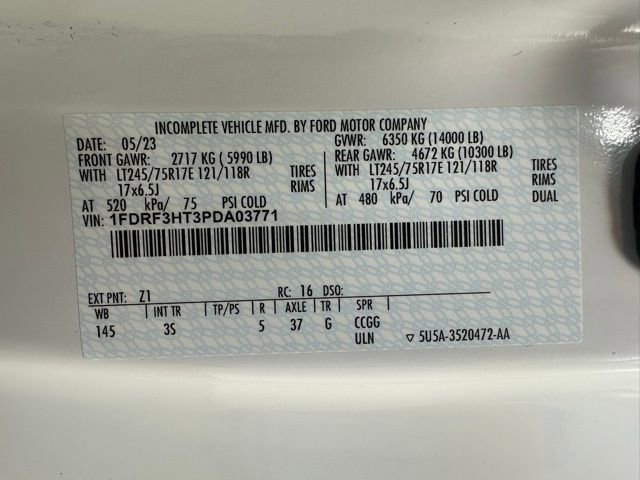 INCOMPLETE VEHICLE MFD. BY FORD MOTOR COMPANY
DATE: 05/23 GVWR: 6350 KG (14000 LB)
FRONT GAWR: 2717 KG ( 5990 LB) REAR GAWR: 4672 KG (10300 LB)
WITH LT245/75R17E 121/118R TIRES WITH LT245/75R17E 121/118R TIRES
17x6.5J RIMS 17x6.5J RIMS
AT 520 kPa/ 75 PSI COLD AT 480 kPa/ 70 PSI COLD DUAL
VIN: 1FDRF3HT3PDA03771
EXT PNT: Z1 RC: 16 DSO:
WB INT TR TP/PS R AXLE TR SPR
145 3S 5 37 G CCGG
ULN ▽ 5U5A-3520472-AA